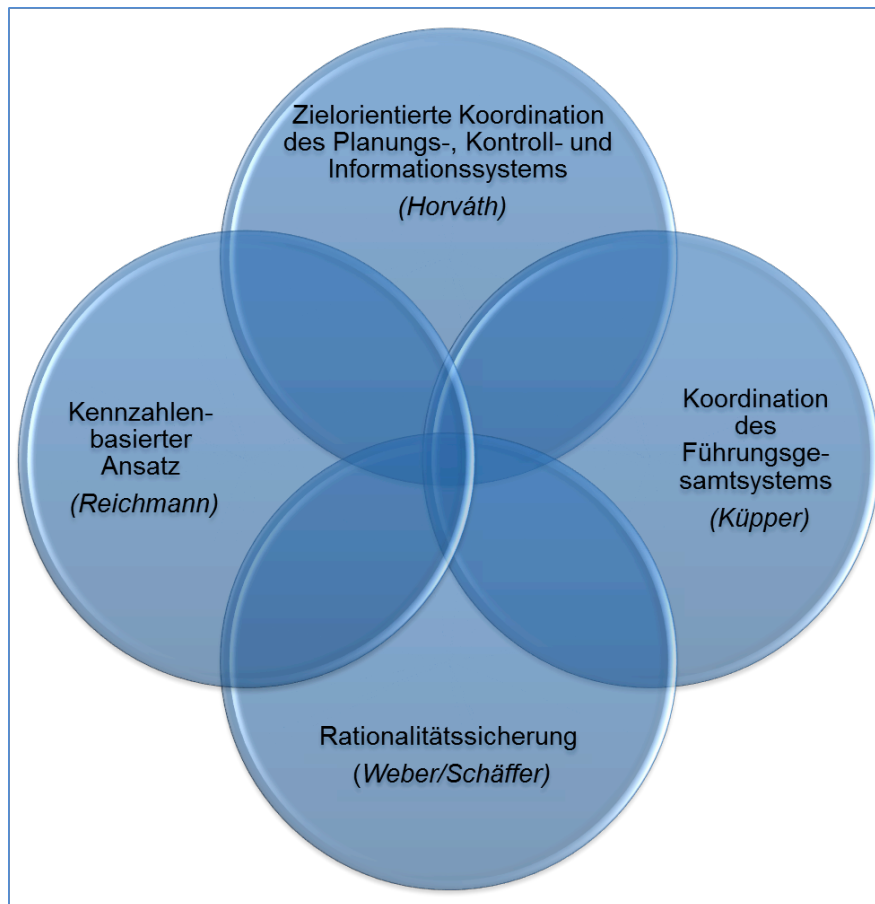 Zielorientierte Koordination
des Planungs-, Kontroll- und
Informationssystems
(Horváth)
Kennzahlen-
basierter
Ansatz
(Reichmann)
Koordination
des
Führungsge-
samtsystems
(Küpper)
Rationalitätssicherung
(Weber/Schäffer)